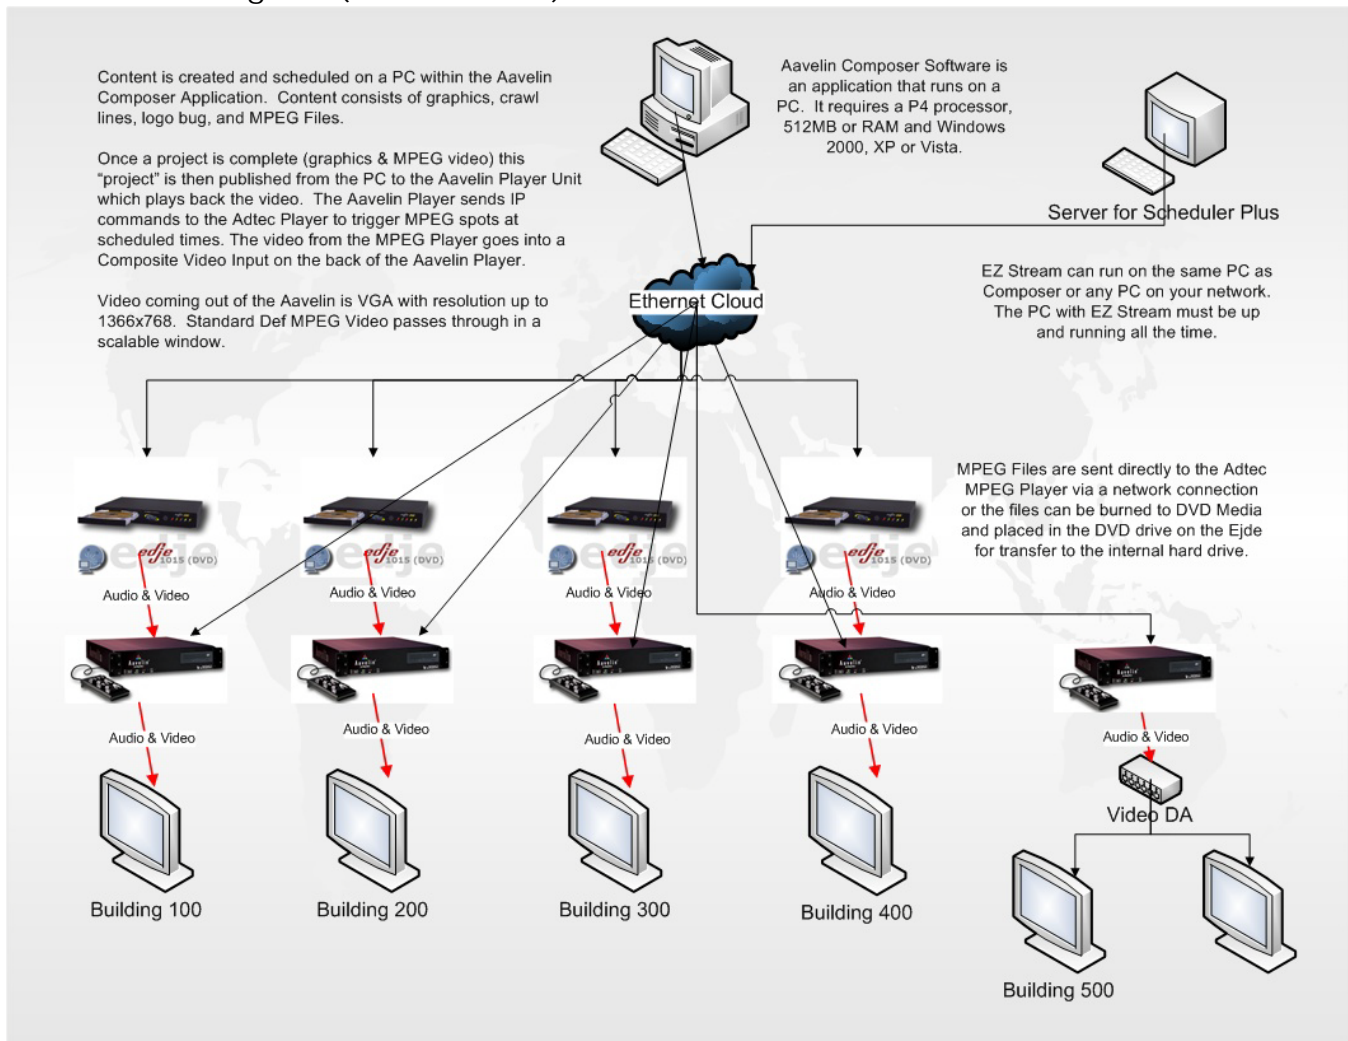 Content is created and scheduled on a PC within the Aavelin
Composer Application.  Content consists of graphics, crawl
lines, logo bug, and MPEG Files.
Once a project is complete (graphics & MPEG video) this
“project” is then published from the PC to the Aavelin Player Unit
which plays back the video.  The Aavelin Player sends IP
commands to the Adtec Player to trigger MPEG spots at
scheduled times. The video from the MPEG Player goes into a
Composite Video Input on the back of the Aavelin Player.
Video coming out of the Aavelin is VGA with resolution up to
1366x768.  Standard Def MPEG Video passes through in a
scalable window.
Aavelin Composer Software is
an application that runs on a
PC.  It requires a P4 processor,
512MB or RAM and Windows
2000, XP or Vista.
Server for Scheduler Plus
EZ Stream can run on the same PC as
Composer or any PC on your network.
The PC with EZ Stream must be up
and running all the time.
Ethernet Cloud
MPEG Files are sent directly to the Adtec
MPEG Player via a network connection
or the files can be burned to DVD Media
and placed in the DVD drive on the Ejde
for transfer to the internal hard drive.
edje
edje
1015 (DVD)
edje
edje
1015 (DVD)
edje
edje
1015 (DVD)
edje
edje
1015 (DVD)
Audio & Video
Audio & Video
Audio & Video
Audio & Video
Aavelin
Aavelin
Aavelin
Aavelin
Aavelin
Audio & Video
Audio & Video
Audio & Video
Audio & Video
Audio & Video
Video DA
Building 100
Building 200
Building 300
Building 400
Building 500